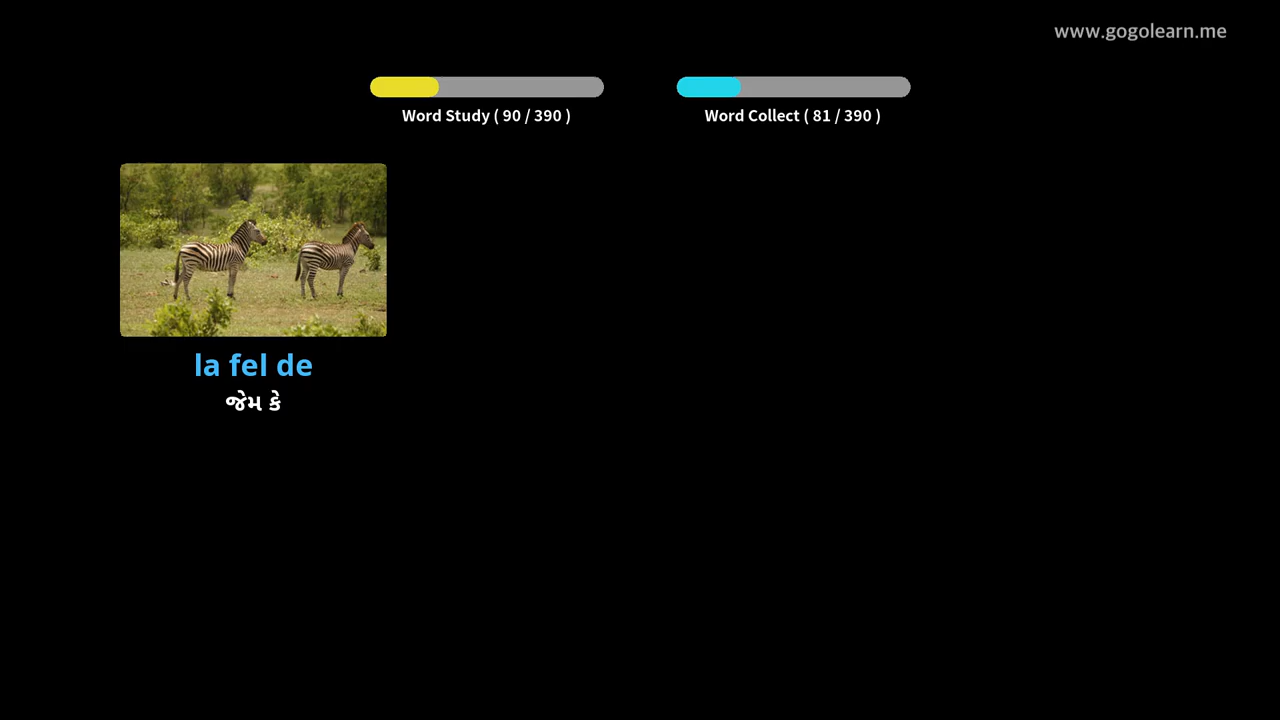 www.gogolearn.me
Word Study ( 90 / 390 )
Word Collect ( 81 / 390 )
la fel de
જેમ કે